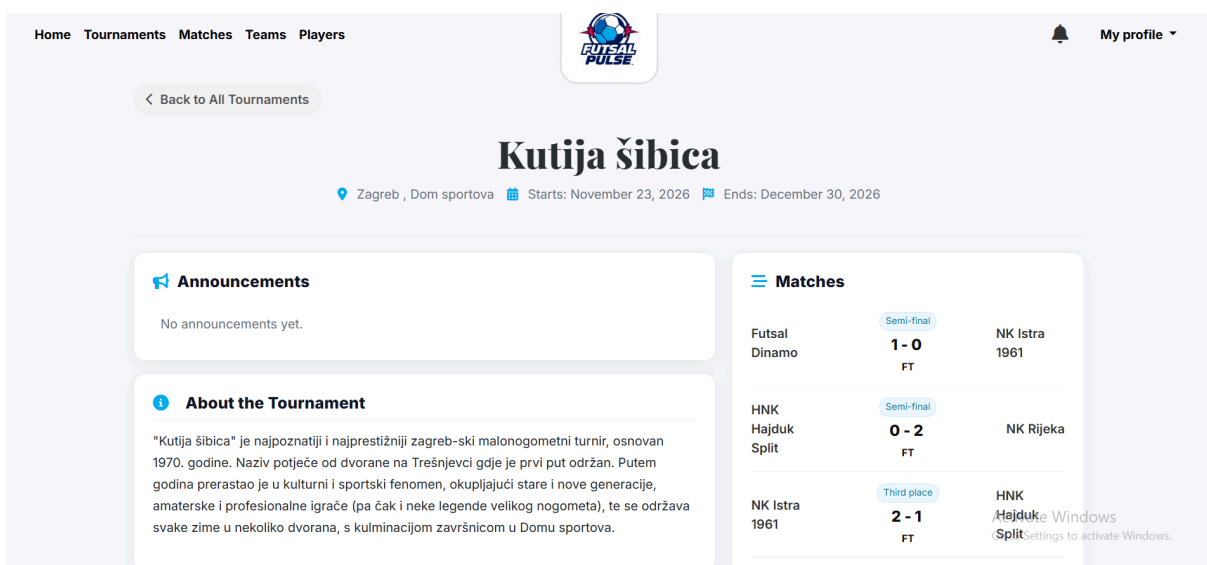 Home Tournaments Matches Teams Players
FUTSAL
PULSE
My profile
Back to All Tournaments
Kutija šibica
Zagreb , Dom sportova Starts: November 23, 2026 Ends: December 30, 2026
Announcements
No announcements yet.
About the Tournament
"Kutija šibica" je najpoznatiji i najprestižniji zagreb-ski malonogometni turnir, osnovan
1970. godine. Naziv potječe od dvorane na Trešnjevci gdje je prvi put održan. Putem
godina prerastao je u kulturni i sportski fenomen, okupljajući stare i nove generacije,
amaterske i profesionalne igrače (pa čak i neke legende velikog nogometa), te se održava
svake zime u nekoliko dvorana, s kulminacijom završnicom u Domu sportova.
Matches
Semi-final
Futsal
Dinamo
1 - 0
FT
NK Istra
1961
Semi-final
HNK
Hajduk
Split
0 - 2
FT
NK Rijeka
Third place
NK Istra
1961
2 - 1
FT
HNK
Hajduk
Split
Activate Windows
Settings to activate Windows.